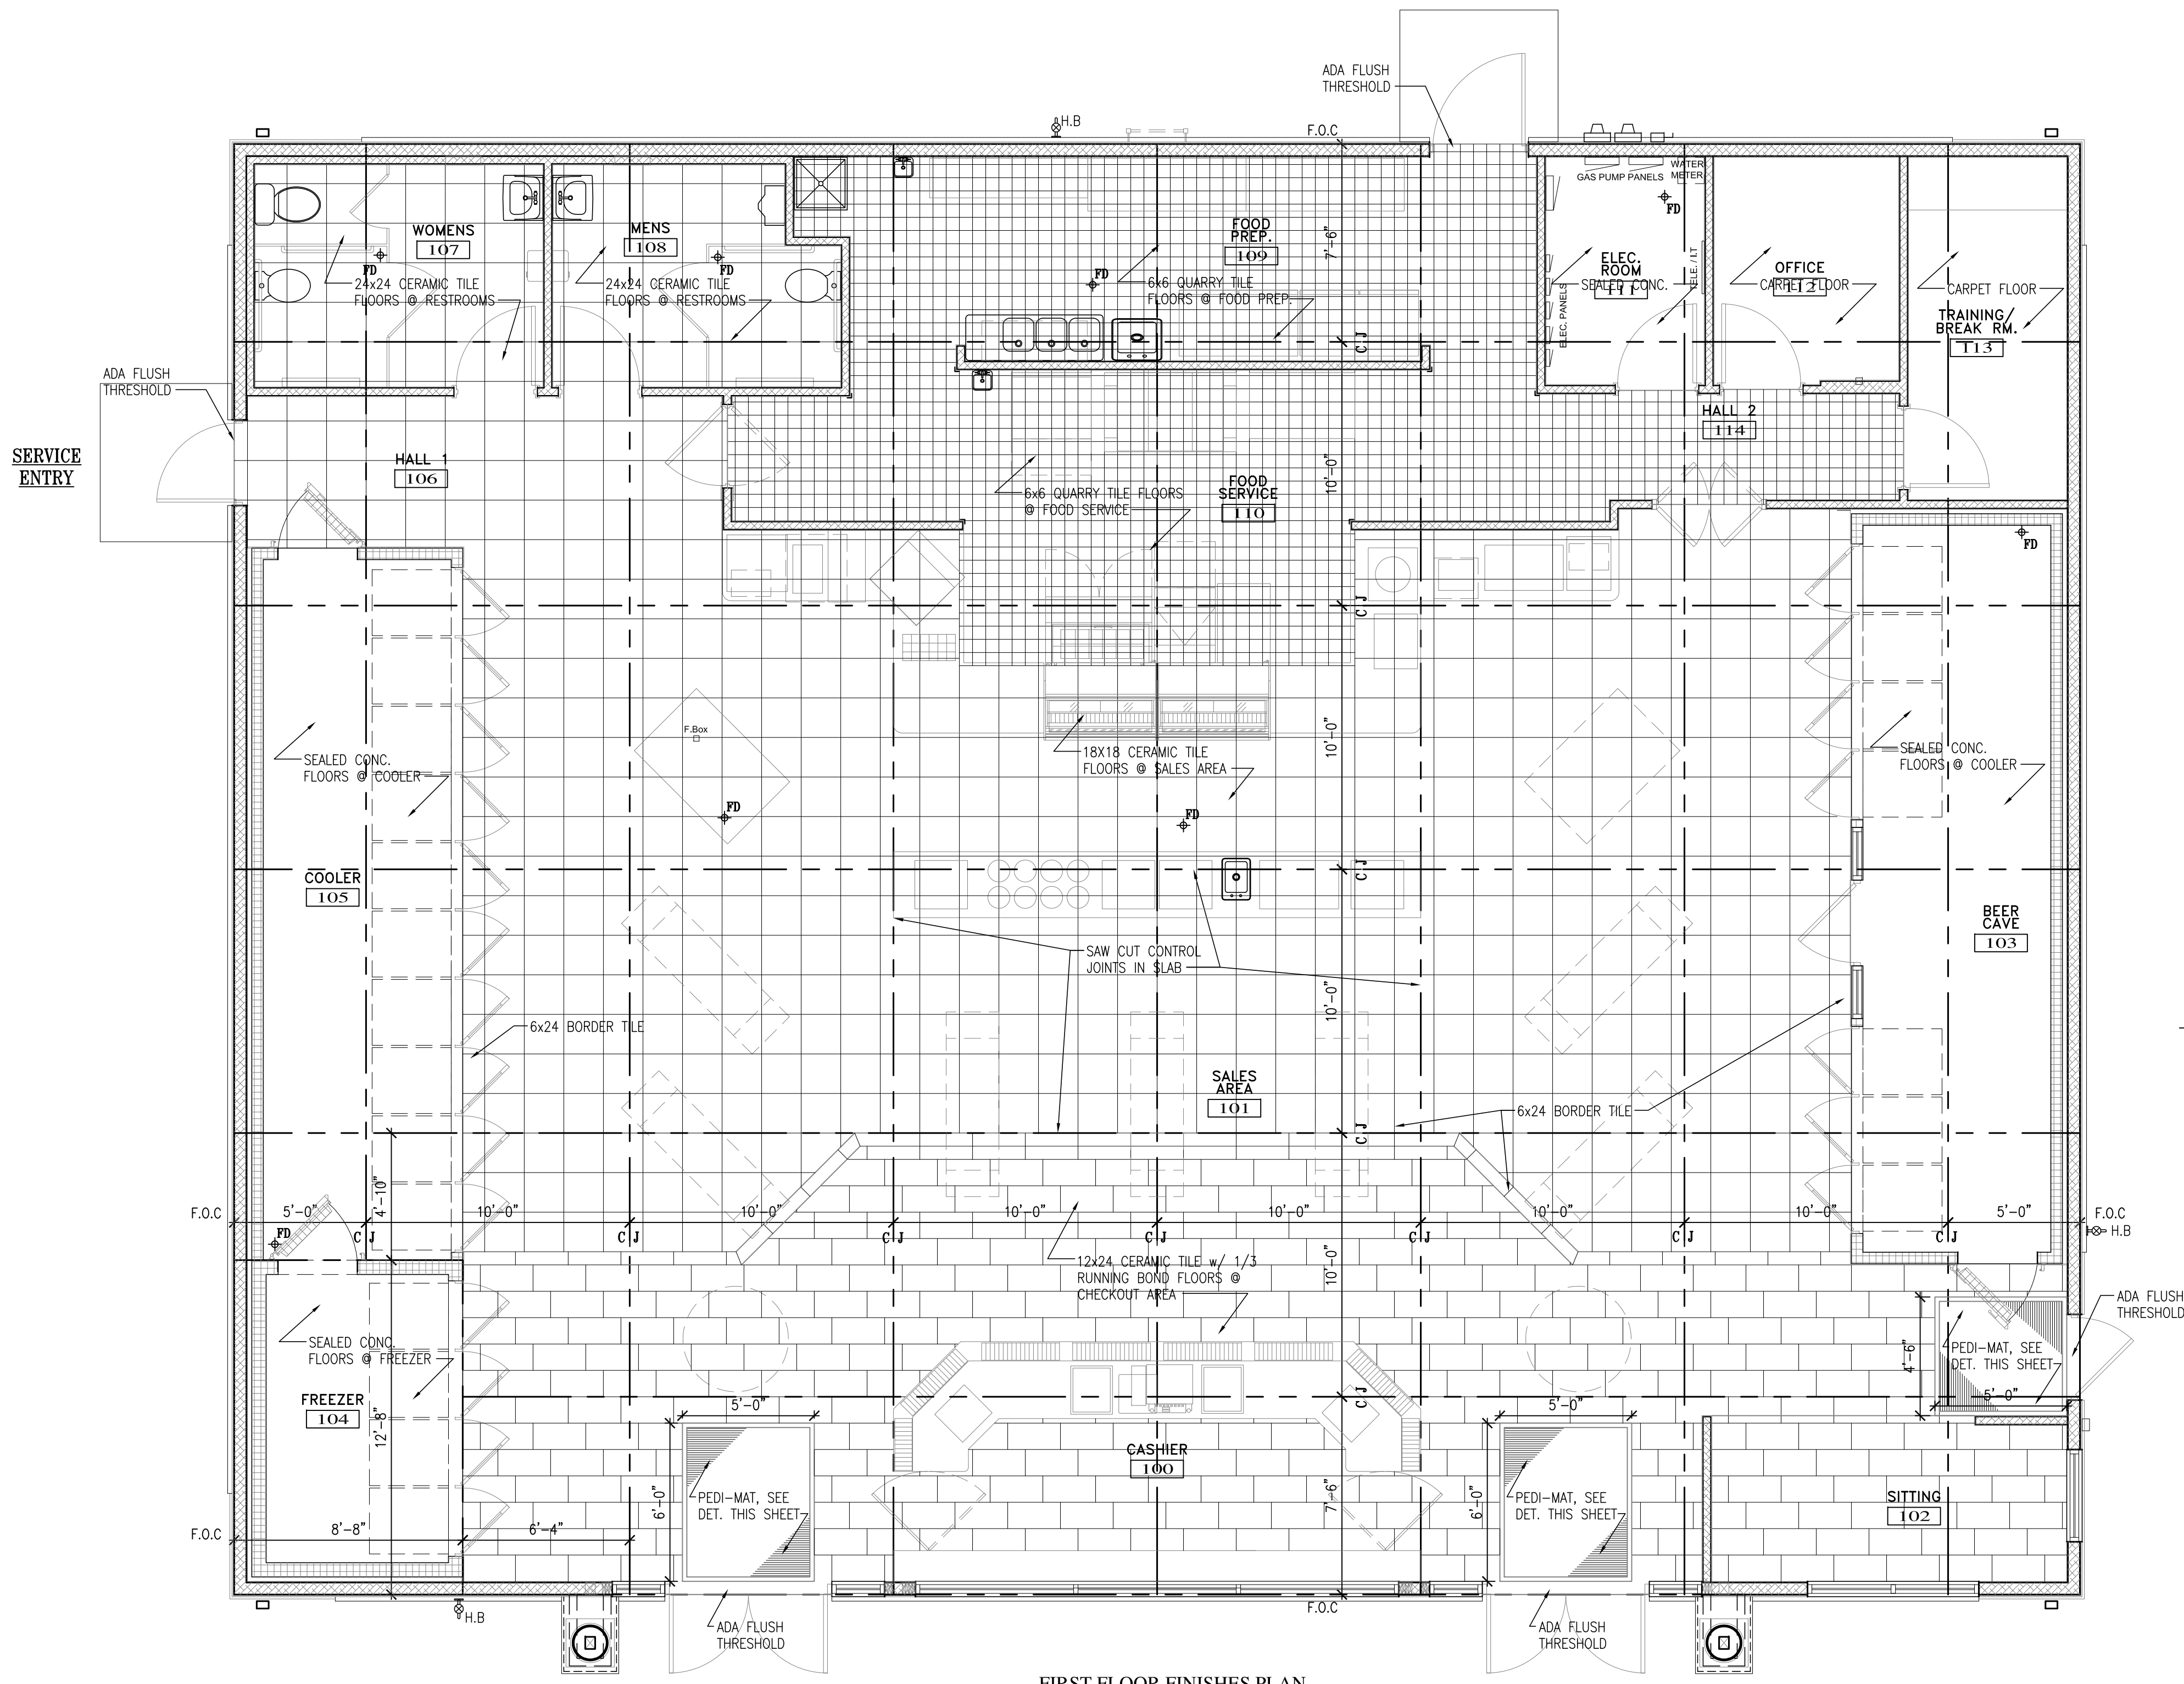 ADA FLUSH
THRESHOLD
H.B
F.O.C
WATER
METER
GAS PUMP PANELS
FD
WOMENS
107
MENS
108
FOOD
PREP.
109
7'-6"
ELEC.
ROOM
111
SEALED CONC.
TELE. / LT
ELEC. PANELS
OFFICE
112
CARPET FLOOR
CARPET FLOOR
TRAINING/
BREAK RM.
113
FD
24x24 CERAMIC TILE
FLOORS @ RESTROOMS
FD
24x24 CERAMIC TILE
FLOORS @ RESTROOMS
FD
6x6 QUARRY TILE
FLOORS @ FOOD PREP.
C J
ADA FLUSH
THRESHOLD
SERVICE
ENTRY
HALL 1
106
HALL 2
114
10'-0"
6x6 QUARRY TILE FLOORS
@ FOOD SERVICE
FOOD
SERVICE
110
FD
C J
F.Box
10'-0"
18X18 CERAMIC TILE
FLOORS @ SALES AREA
SEALED CONC.
FLOORS @ COOLER
SEALED CONC.
FLOORS @ COOLER
FD
FD
COOLER
105
C J
BEER
CAVE
103
SAW CUT CONTROL
JOINTS IN SLAB
10'-0"
6x24 BORDER TILE
SALES
AREA
101
6x24 BORDER TILE
C J
4'-10"
F.O.C
5'-0"
10'-0"
10'-0"
10'-0"
10'-0"
10'-0"
10'-0"
5'-0"
F.O.C
H.B
FD
C J
C J
C J
C J
C J
C J
C J
12x24 CERAMIC TILE w/ 1/3
RUNNING BOND FLOORS @
CHECKOUT AREA
10'-0"
ADA FLUSH
THRESHOLD
SEALED CONC.
FLOORS @ FREEZER
4'-6"
PEDI-MAT, SEE
DET. THIS SHEET
5'-0"
FREEZER
104
12'-8"
5'-0"
C J
5'-0"
CASHIER
100
6'-0"
PEDI-MAT, SEE
DET. THIS SHEET
7'-6"
6'-0"
PEDI-MAT, SEE
DET. THIS SHEET
SITTING
102
F.O.C
8'-8"
6'-4"
H.B
ADA FLUSH
THRESHOLD
F.O.C
ADA FLUSH
THRESHOLD
FIRST FLOOR FINISHES PLAN